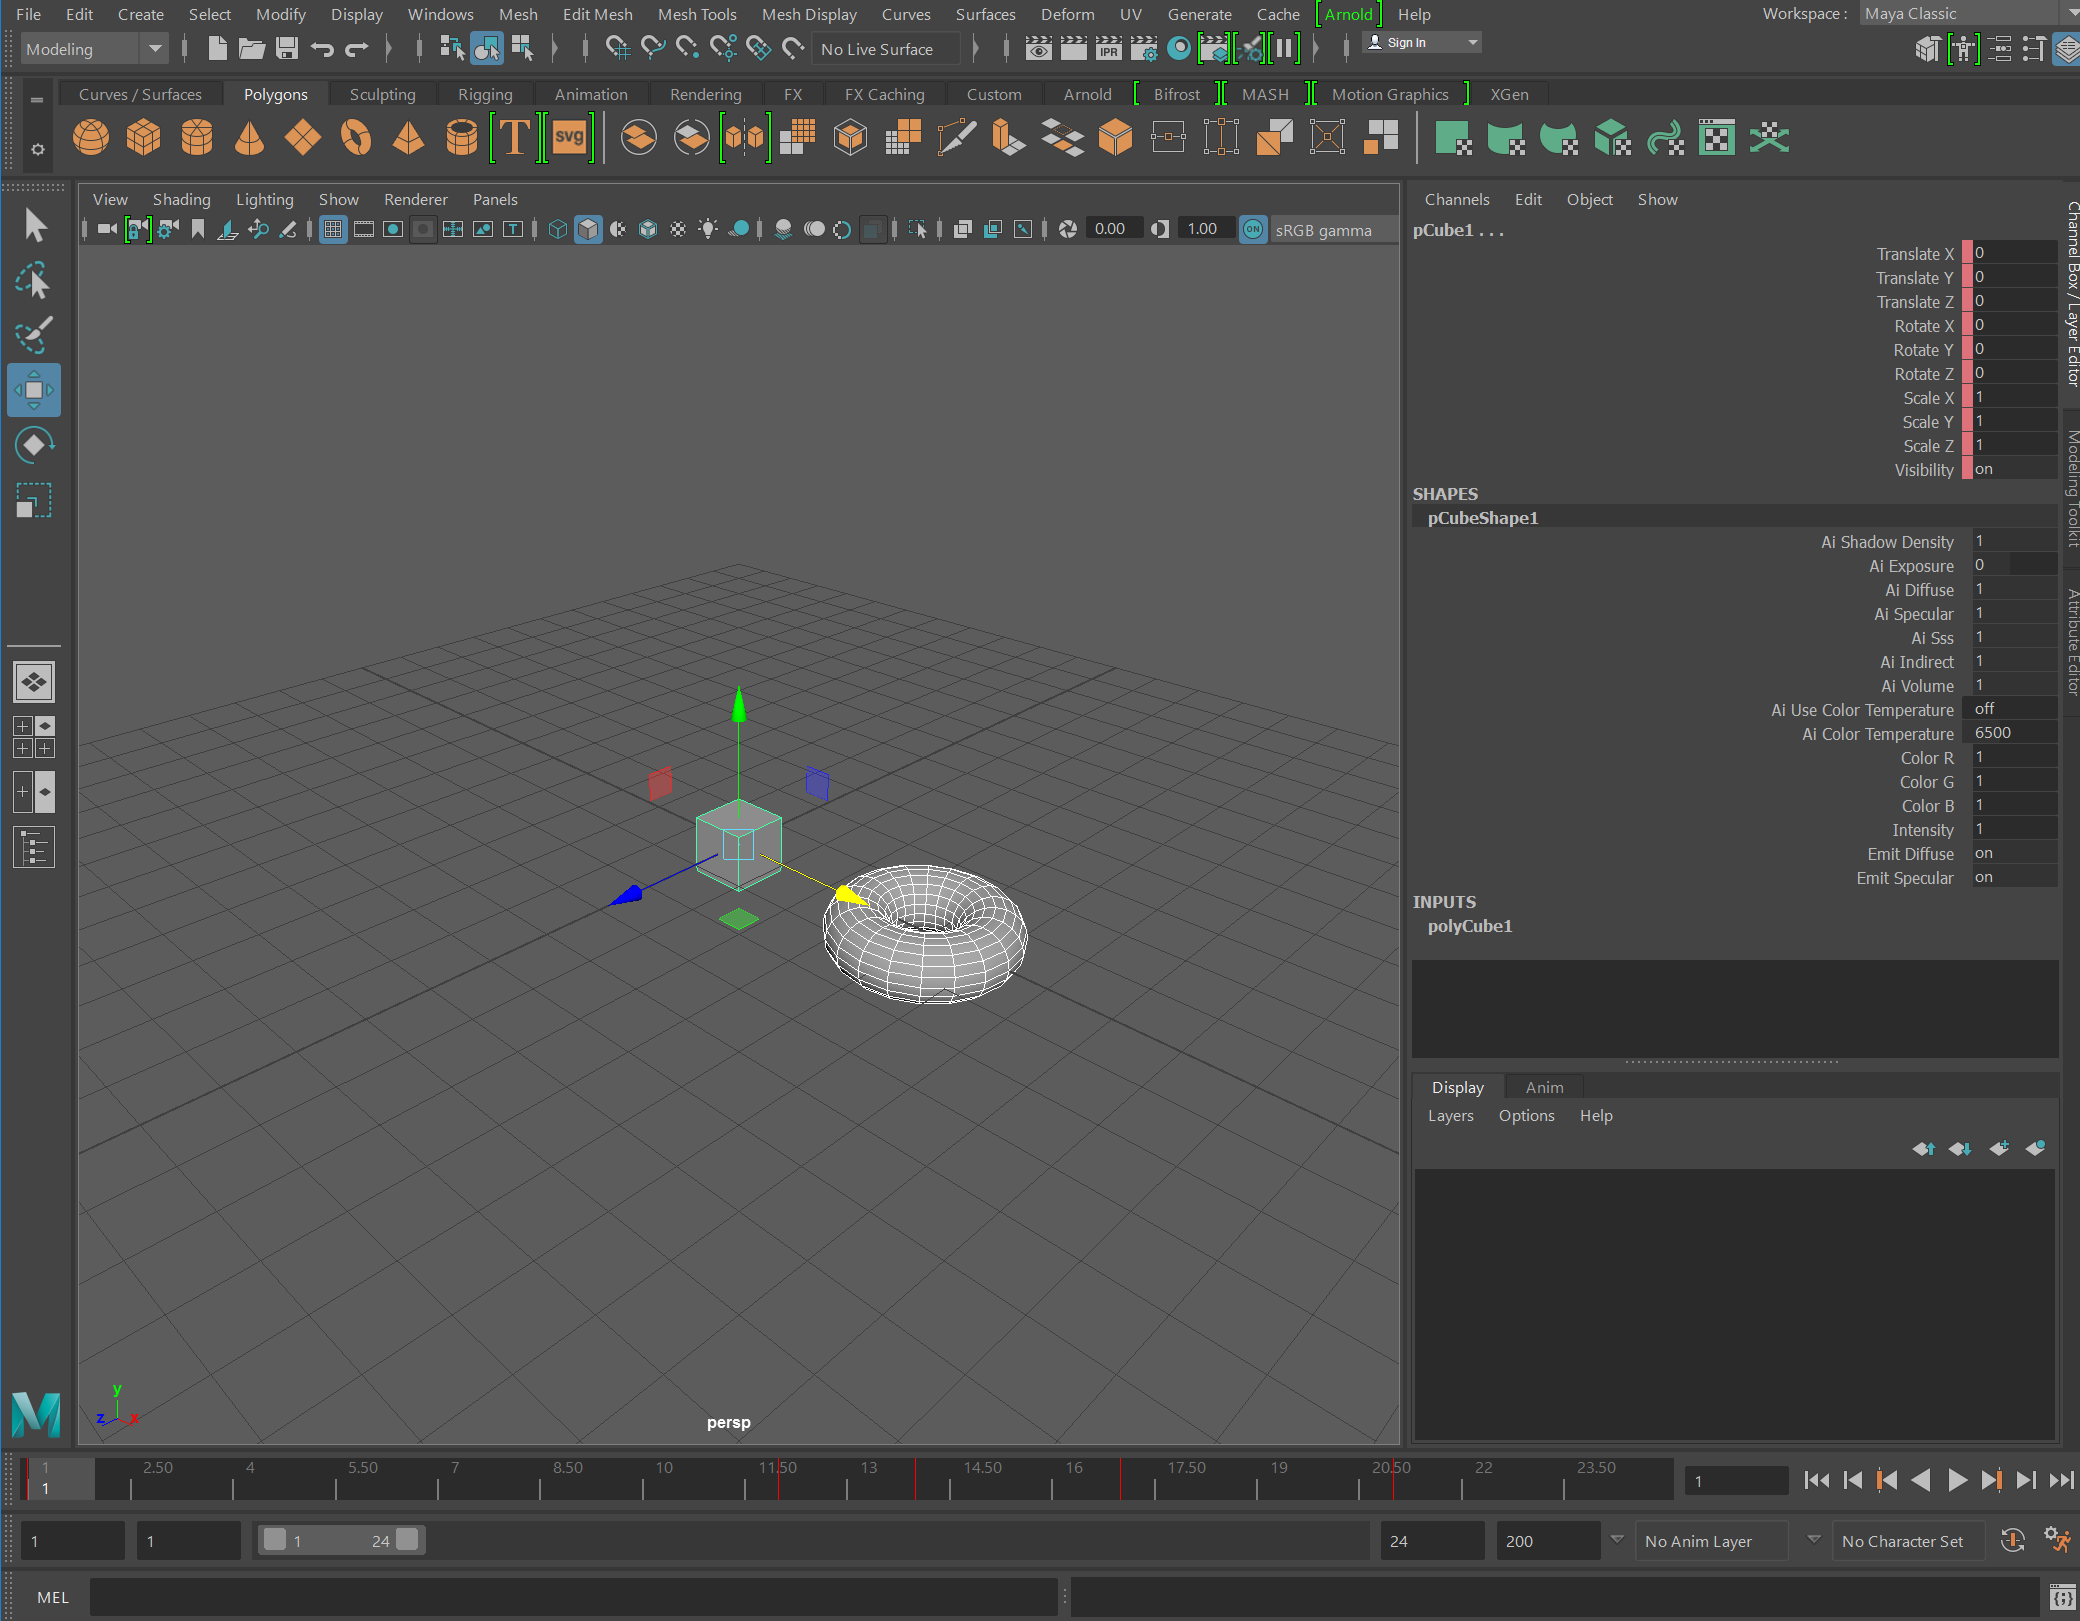 File Edit Create Select Modify Display Windows Mesh Edit Mesh Mesh Tools Mesh Display Curves Surfaces Deform UV Generate Cache Arnold Help Workspace : Maya Classic
Modeling No Live Surface IPR Sign In
Curves / Surfaces Polygons Sculpting Rigging Animation Rendering FX FX Caching Custom Arnold Bifrost MASH Motion Graphics XGen
T svg
View Shading Lighting Show Renderer Panels
0.00 1.00 ON sRGB gamma
Channels Edit Object Show
pCube1 . . .
Translate X 0
Translate Y 0
Translate Z 0
Rotate X 0
Rotate Y 0
Rotate Z 0
Scale X 1
Scale Y 1
Scale Z 1
Visibility on
SHAPES
pCubeShape1
Ai Shadow Density 1
Ai Exposure 0
Ai Diffuse 1
Ai Specular 1
Ai Sss 1
Ai Indirect 1
Ai Volume 1
Ai Use Color Temperature off
Ai Color Temperature 6500
Color R 1
Color G 1
Color B 1
Intensity 1
Emit Diffuse on
Emit Specular on
INPUTS
polyCube1
Display Anim
Layers Options Help
Channel Box / Layer Editor
Modeling Toolkit
Attribute Editor
y
z x
persp
M
1 2.50 4 5.50 7 8.50 10 11.50 13 14.50 16 17.50 19 20.50 22 23.50
1 1
1 1 1 24 24 200 No Anim Layer No Character Set
MEL